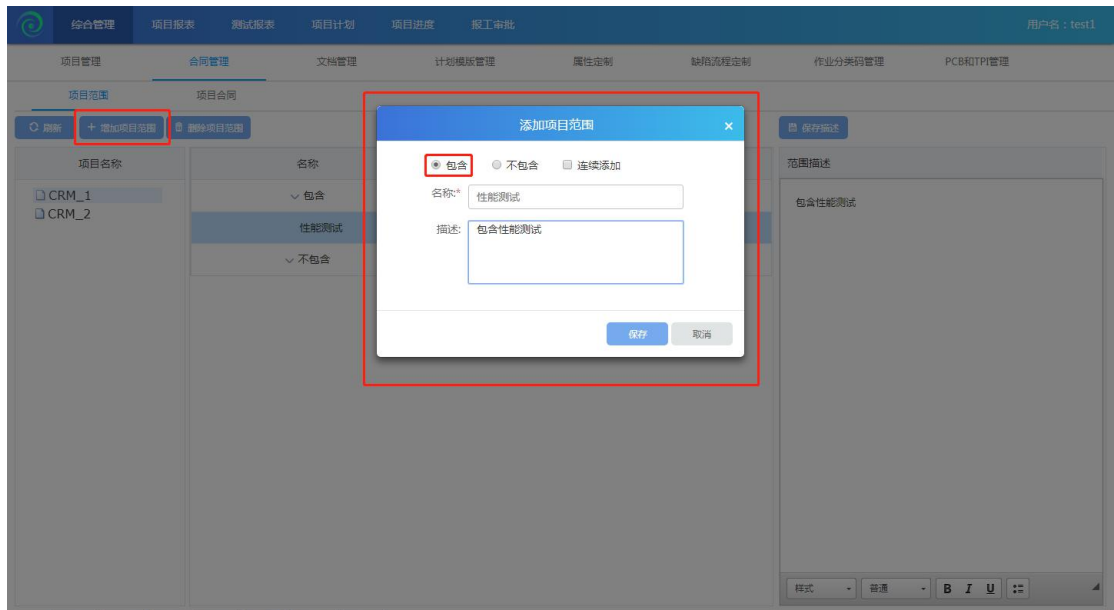 综合管理 项目报表 测试报表 项目计划 项目进度 报工审批 用户名：test1
项目管理 合同管理 文档管理 计划模版管理 属性定制 缺陷流程定制 作业分类码管理 PCB和TPI管理
项目范围 项目合同
刷新 + 增加项目范围 删除项目范围 保存描述
添加项目范围 ×
项目名称 名称 范围描述
包含 不包含 连续添加
CRM_1 包含 名称:* 性能测试 包含性能测试
CRM_2
性能测试 描述: 包含性能测试
不包含
保存 取消
样式 普通 B I U